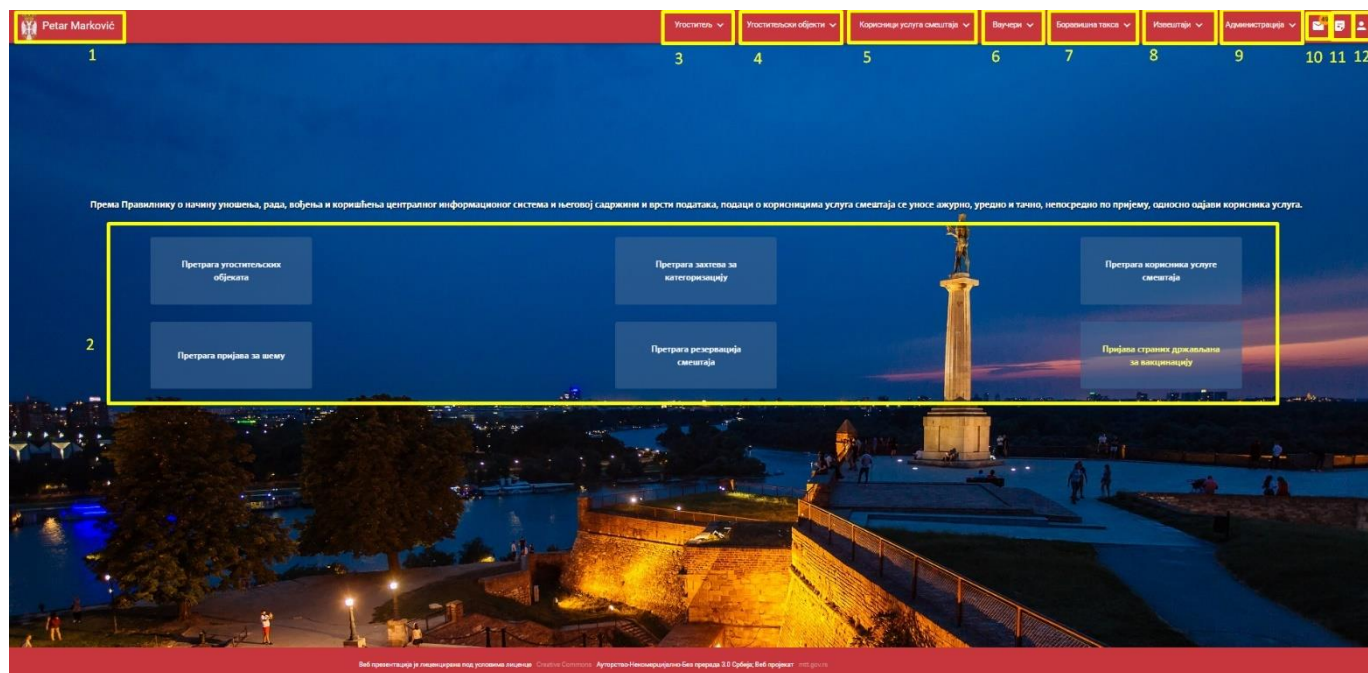 Petar Marković
Угоститељ
Угоститељски објекти
Корисници услуга смештаја
Ваучери
Боравишна такса
Извештаји
Администрација
1
3
4
5
6
7
8
9
10
11
12
Према Правилнику о начину уношења, рада, вођења и коришћења централног информационог система и његовој садржини и врсти података, подаци о корисницима услуга смештаја се уносе ажурно, уредно и тачно, непосредно по пријему, односно одјави корисника услуга.
Претрага угоститељских
објеката
Претрага захтева за
категоризацију
Претрага корисника услуге
смештаја
2
Претрага пријава за шему
Претрага резервација
смештаја
Пријава страних држављана
за вакцинацију
Веб презентација је лиценцирана под условима лиценце Creative Commons Ауторство-Некомерцијално-Без прерада 3.0 Србија; Веб пројекат mtt.gov.rs